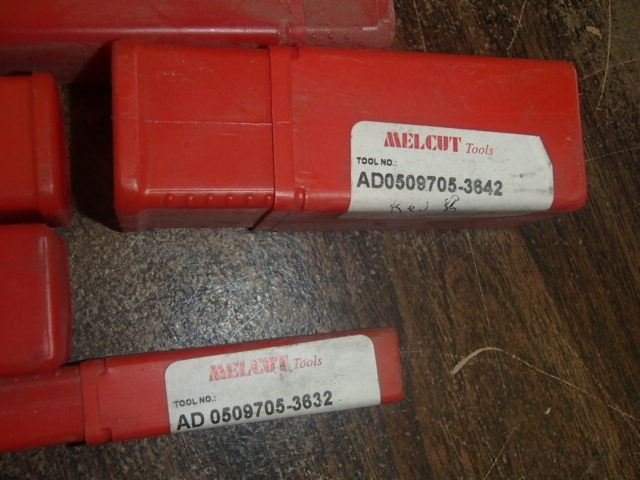 MELCUT Tools
TOOL NO.:
AD0509705-3642
MELCUT Tools
TOOL NO.:
AD 0509705-3632